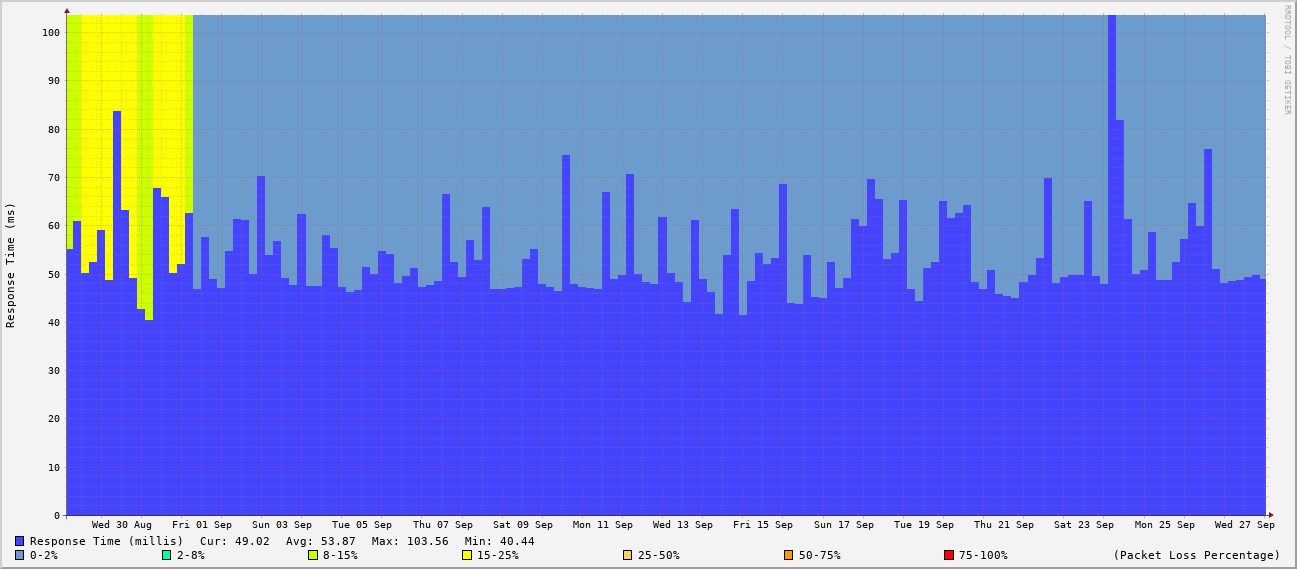 RRDTOOL / TOBI OETIKER
Response Time (ms)
100
90
80
70
60
50
40
30
20
10
0
Wed 30 Aug Fri 01 Sep Sun 03 Sep Tue 05 Sep Thu 07 Sep Sat 09 Sep Mon 11 Sep Wed 13 Sep Fri 15 Sep Sun 17 Sep Tue 19 Sep Thu 21 Sep Sat 23 Sep Mon 25 Sep Wed 27 Sep
Response Time (millis) Cur: 49.02 Avg: 53.87 Max: 103.56 Min: 40.44
0-2% 2-8% 8-15% 15-25% 25-50% 50-75% 75-100% (Packet Loss Percentage)